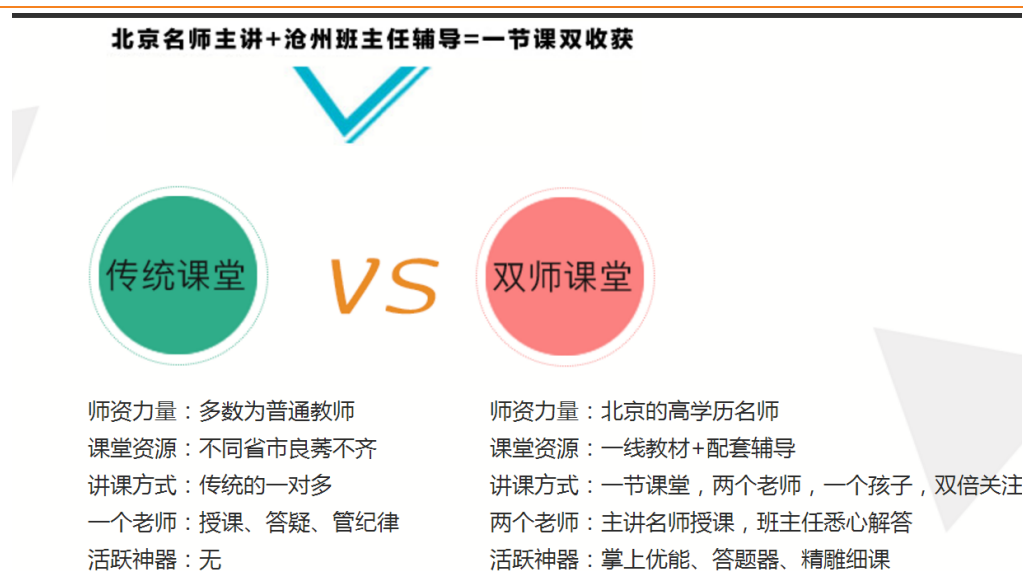 北京名师主讲+沧州班主任辅导=一节课双收获
传统课堂
VS
双师课堂
师资力量：多数为普通教师
课堂资源：不同省市良莠不齐
讲课方式：传统的一对多
一个老师：授课、答疑、管纪律
活跃神器：无
师资力量：北京的高学历名师
课堂资源：一线教材+配套辅导
讲课方式：一节课堂，两个老师，一个孩子，双倍关注
两个老师：主讲名师授课，班主任悉心解答
活跃神器：掌上优能、答题器、精雕细课